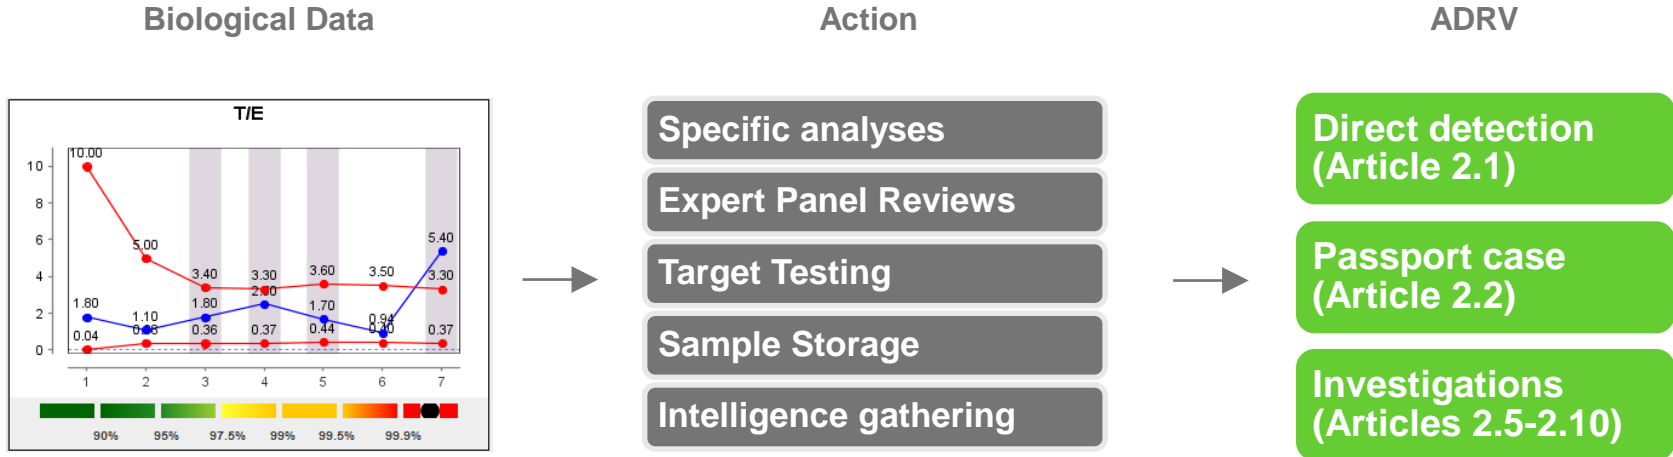 Biological Data
Action
ADRV
T/E
10
8
6
4
2
0
10.00
5.00
3.40
3.30
3.60
3.50
3.30
1.80
1.10
1.80
1.70
0.94
5.40
0.04
0.36
0.37
0.44
0.37
1 2 3 4 5 6 7
90% 95% 97.5% 99% 99.5% 99.9%
Specific analyses
Expert Panel Reviews
Target Testing
Sample Storage
Intelligence gathering
Direct detection
(Article 2.1)
Passport case
(Article 2.2)
Investigations
(Articles 2.5-2.10)